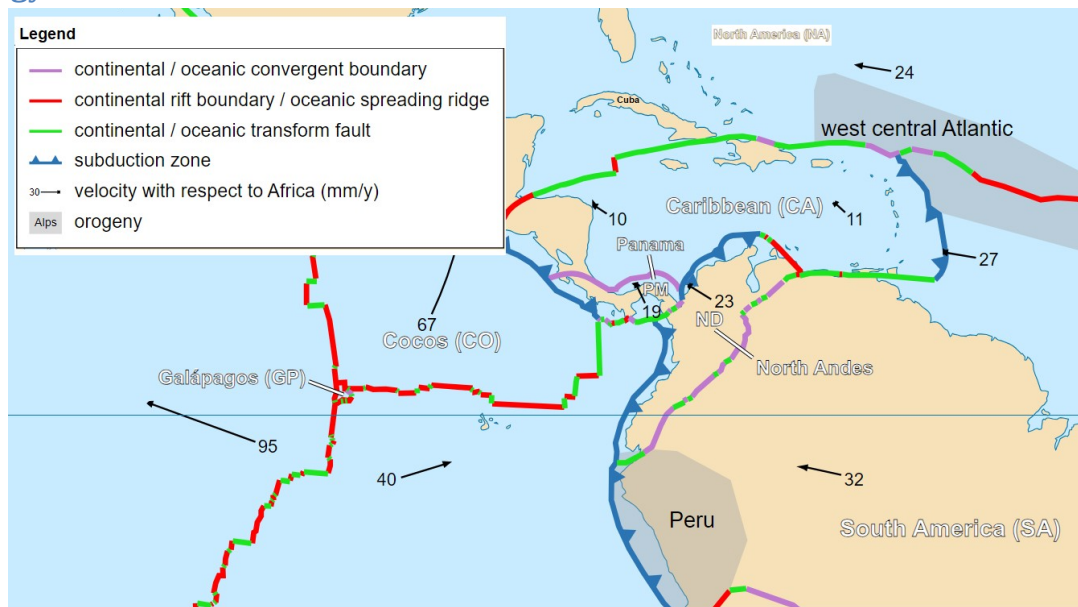 Legend
continental / oceanic convergent boundary
continental rift boundary / oceanic spreading ridge
continental / oceanic transform fault
subduction zone
30 velocity with respect to Africa (mm/y)
Alps orogeny
North America (NA)
24
Cuba
west central Atlantic
10
Caribbean (CA)
11
Panama
27
PM
23
19
67
ND
Cocos (CO)
North Andes
Galápagos (GP)
95
40
32
Peru
South America (SA)